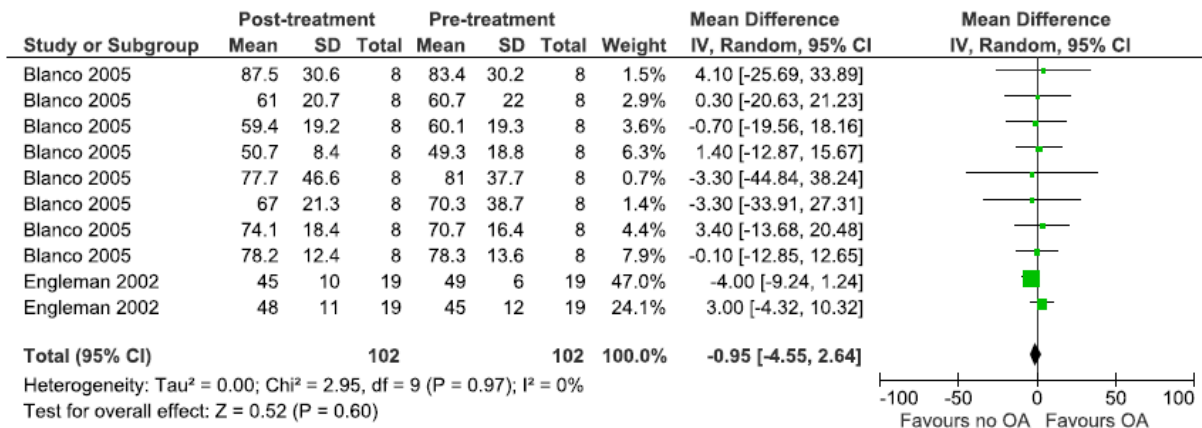 Post-treatment Pre-treatment Mean Difference Mean Difference
Study or Subgroup Mean SD Total Mean SD Total Weight IV, Random, 95% CI IV, Random, 95% CI
Blanco 2005 87.5 30.6 8 83.4 30.2 8 1.5% 4.10 [-25.69, 33.89]
Blanco 2005 61 20.7 8 60.7 22 8 2.9% 0.30 [-20.63, 21.23]
Blanco 2005 59.4 19.2 8 60.1 19.3 8 3.6% -0.70 [-19.56, 18.16]
Blanco 2005 50.7 8.4 8 49.3 18.8 8 6.3% 1.40 [-12.87, 15.67]
Blanco 2005 77.7 46.6 8 81 37.7 8 0.7% -3.30 [-44.84, 38.24]
Blanco 2005 67 21.3 8 70.3 38.7 8 1.4% -3.30 [-33.91, 27.31]
Blanco 2005 74.1 18.4 8 70.7 16.4 8 4.4% 3.40 [-13.68, 20.48]
Blanco 2005 78.2 12.4 8 78.3 13.6 8 7.9% -0.10 [-12.85, 12.65]
Engleman 2002 45 10 19 49 6 19 47.0% -4.00 [-9.24, 1.24]
Engleman 2002 48 11 19 45 12 19 24.1% 3.00 [-4.32, 10.32]
Total (95% CI) 102 102 100.0% -0.95 [-4.55, 2.64]
Heterogeneity: Tau² = 0.00; Chi² = 2.95, df = 9 (P = 0.97); I² = 0%
Test for overall effect: Z = 0.52 (P = 0.60)
-100 -50 0 50 100
Favours no OA Favours OA